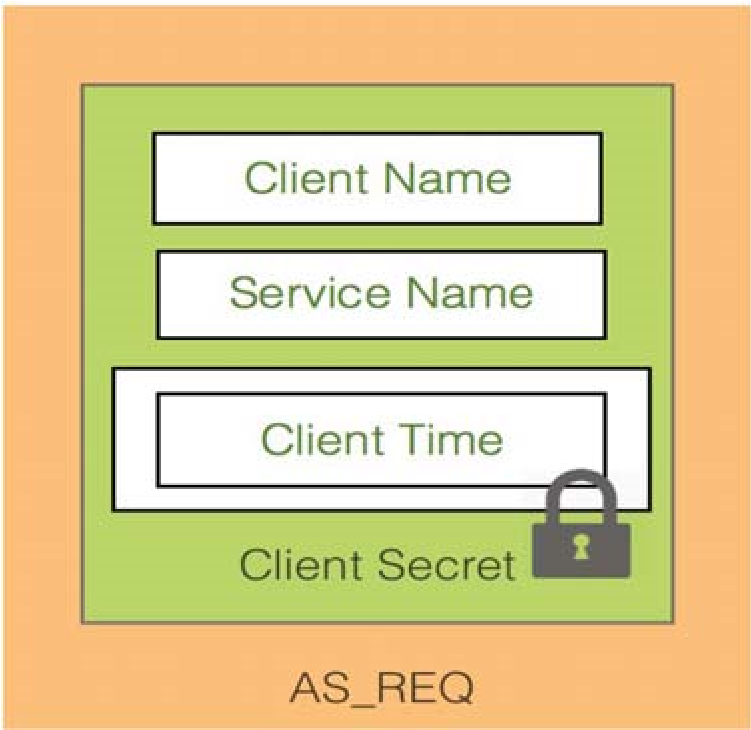 Client Name
Service Name
Client Time
Client Secret
AS_REQ